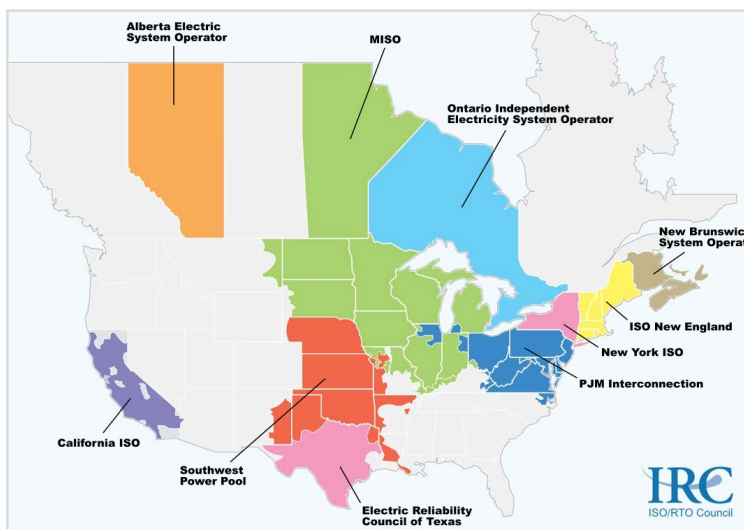 Alberta Electric
System Operator
MISO
Ontario Independent
Electricity System Operator
New Brunswic
System Operat
ISO New England
New York ISO
PJM Interconnection
California ISO
Southwest
Power Pool
Electric Reliability
Council of Texas
IRC
ISO/RTO Council